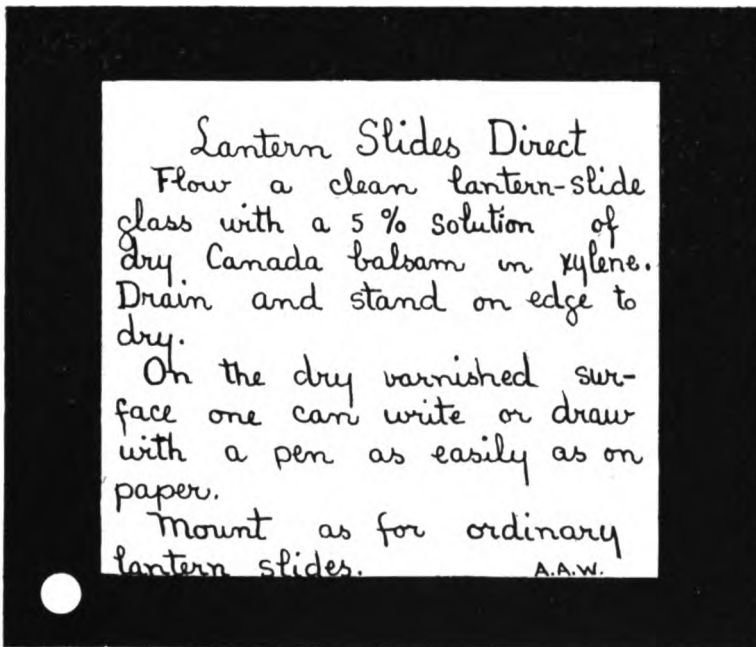 Lantern Slides Direct
Flow a clean lantern-slide
glass with a 5 % solution of
dry Canada balsam in xylene.
Drain and stand on edge to
dry.
On the dry varnished sur-
face one can write or draw
with a pen as easily as on
paper.
Mount as for ordinary
lantern slides. A.A.W.